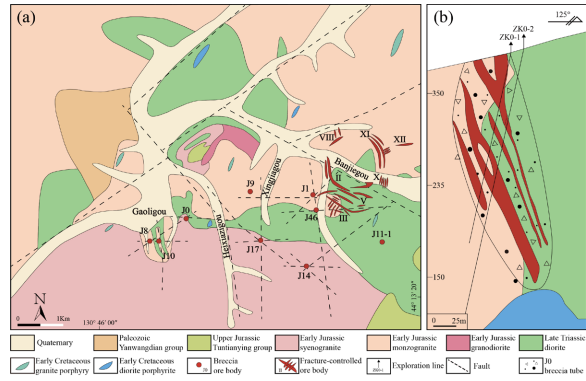 (a)
VIII
XI
XII
Banjiegou
Xingjiagou
II
X
J9
J1
V
J46
III
Gaoligou
J0
J8
J10
Heixiazigou
J17
J11-1
J14
N
0 1Km
130° 46′ 00″
44° 13′ 20″
(b)
125°
ZK0-2
ZK0-1
350
235
150
0 25m
Quaternary
Paleozoic
Yanwangdian group
Upper Jurassic
Tuntianying group
Early Jurassic
syenogranite
Early Jurassic
monzogranite
Early Jurassic
granodiorite
Late Triassic
diorite
Early Cretaceous
granite porphyry
Early Cretaceous
diorite porphyrite
Breccia
ore body
Fracture-controlled
ore body
Exploration line
Fault
J0
breccia tube